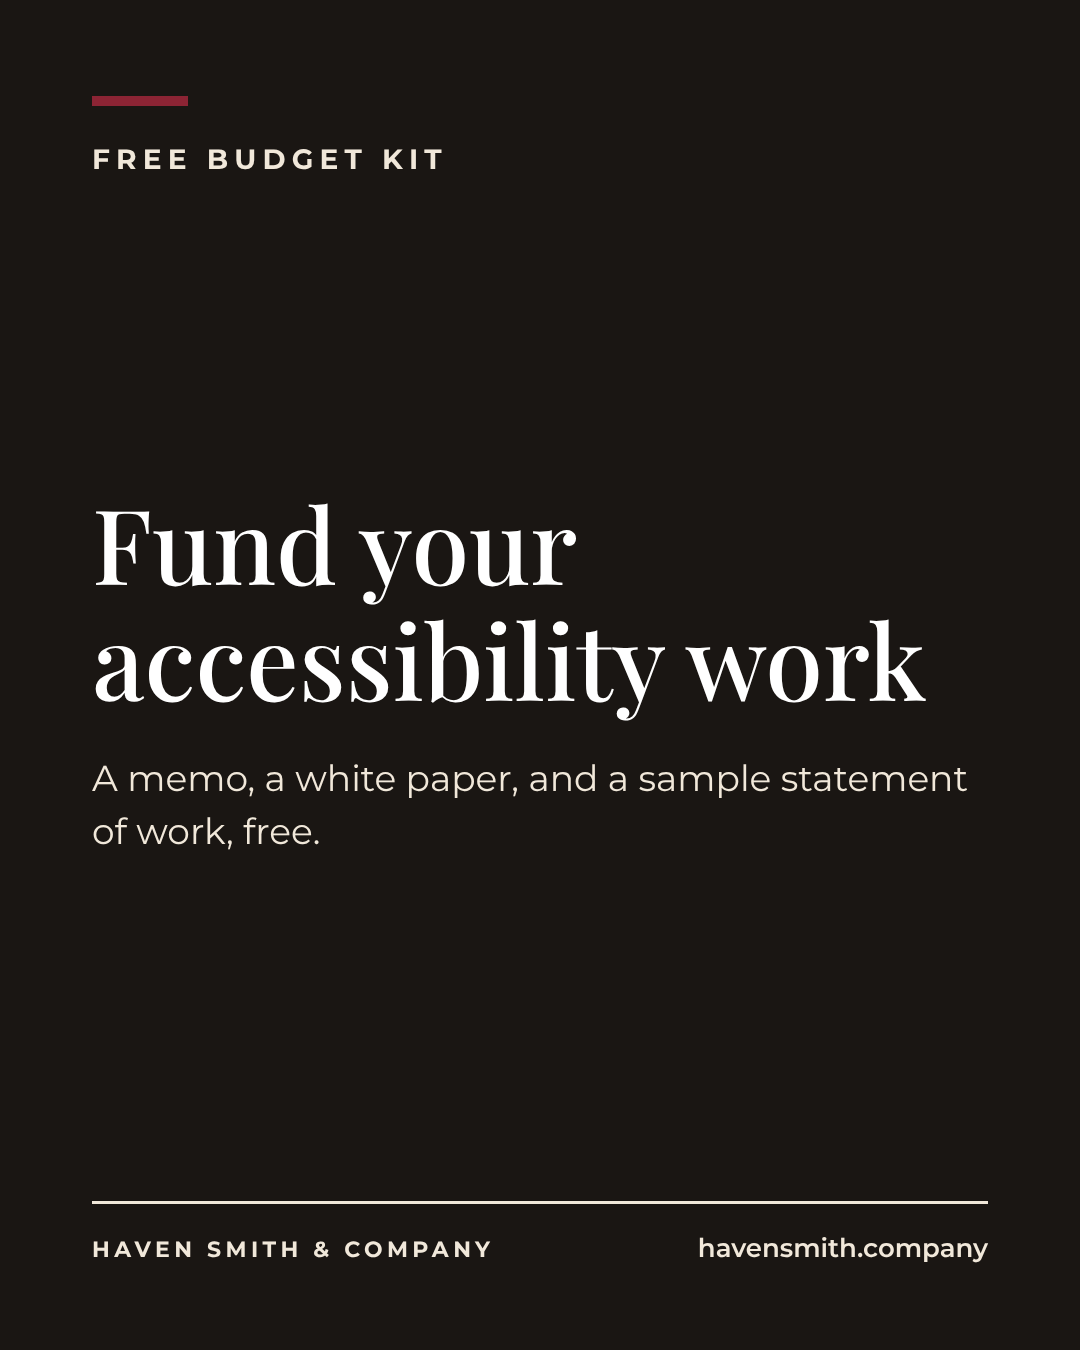 FREE BUDGET KIT
Fund your
accessibility work
A memo, a white paper, and a sample statement
of work, free.
HAVEN SMITH & COMPANY
havensmith.company